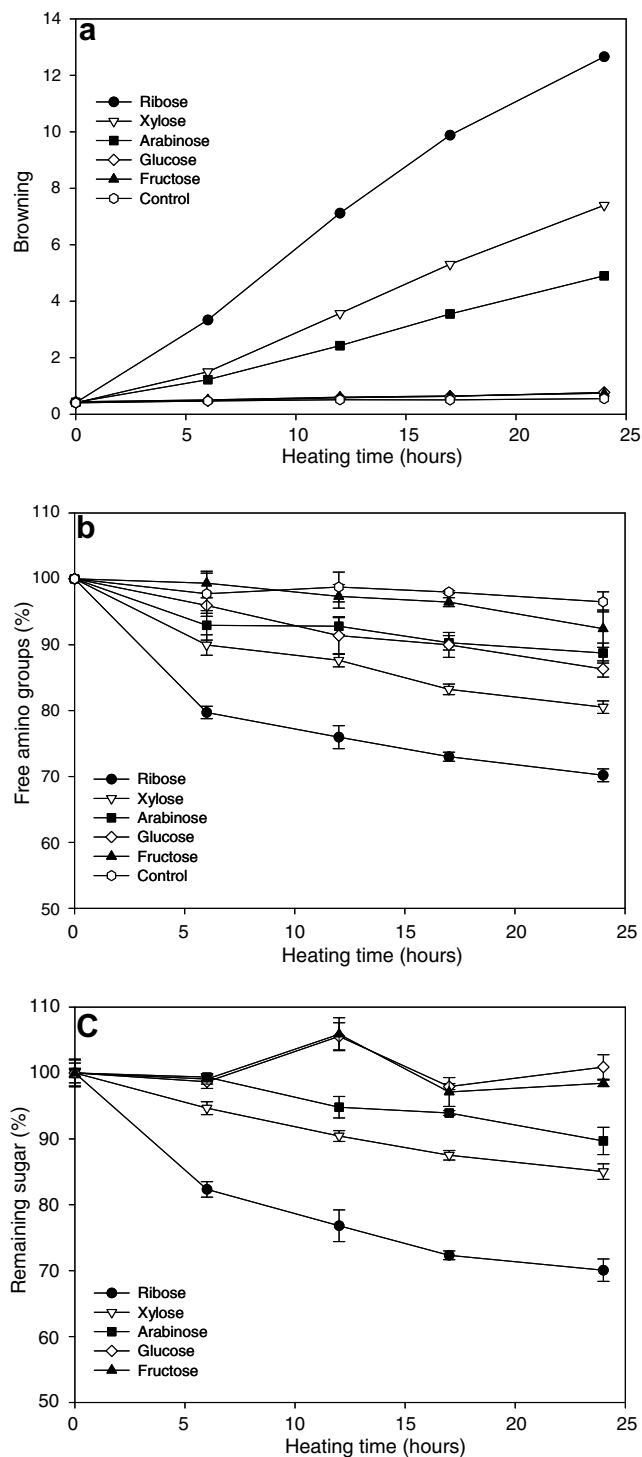 a
14
12
10
8
6
4
2
0
Browning
Ribose
Xylose
Arabinose
Glucose
Fructose
Control
0 5 10 15 20 25
Heating time (hours)
b
110
100
90
80
70
60
50
Free amino groups (%)
Ribose
Xylose
Arabinose
Glucose
Fructose
Control
0 5 10 15 20 25
Heating time (hours)
C
110
100
90
80
70
60
50
Remaining sugar (%)
Ribose
Xylose
Arabinose
Glucose
Fructose
0 5 10 15 20 25
Heating time (hours)